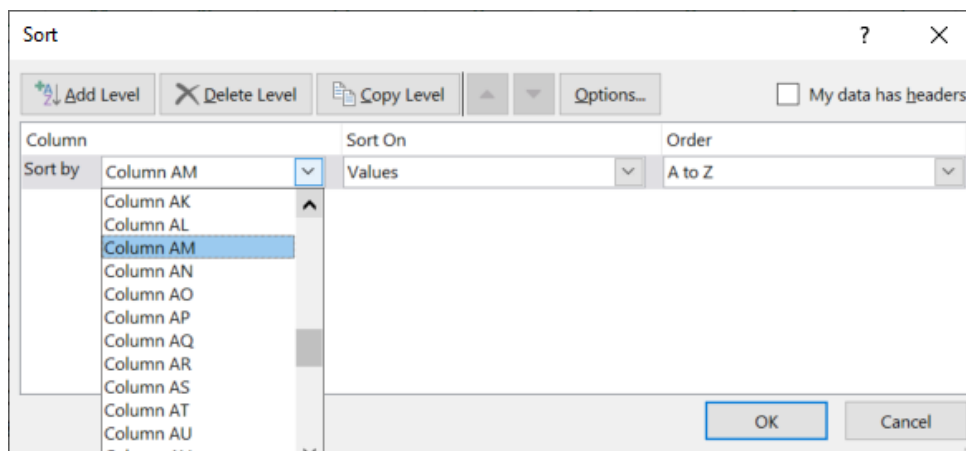 Sort ?
Add Level Delete Level Copy Level Options... My data has headers
Column Sort On Order
Sort by Column AM Values A to Z
Column AK
Column AL
Column AM
Column AN
Column AO
Column AP
Column AQ
Column AR
Column AS
Column AT
Column AU
OK Cancel